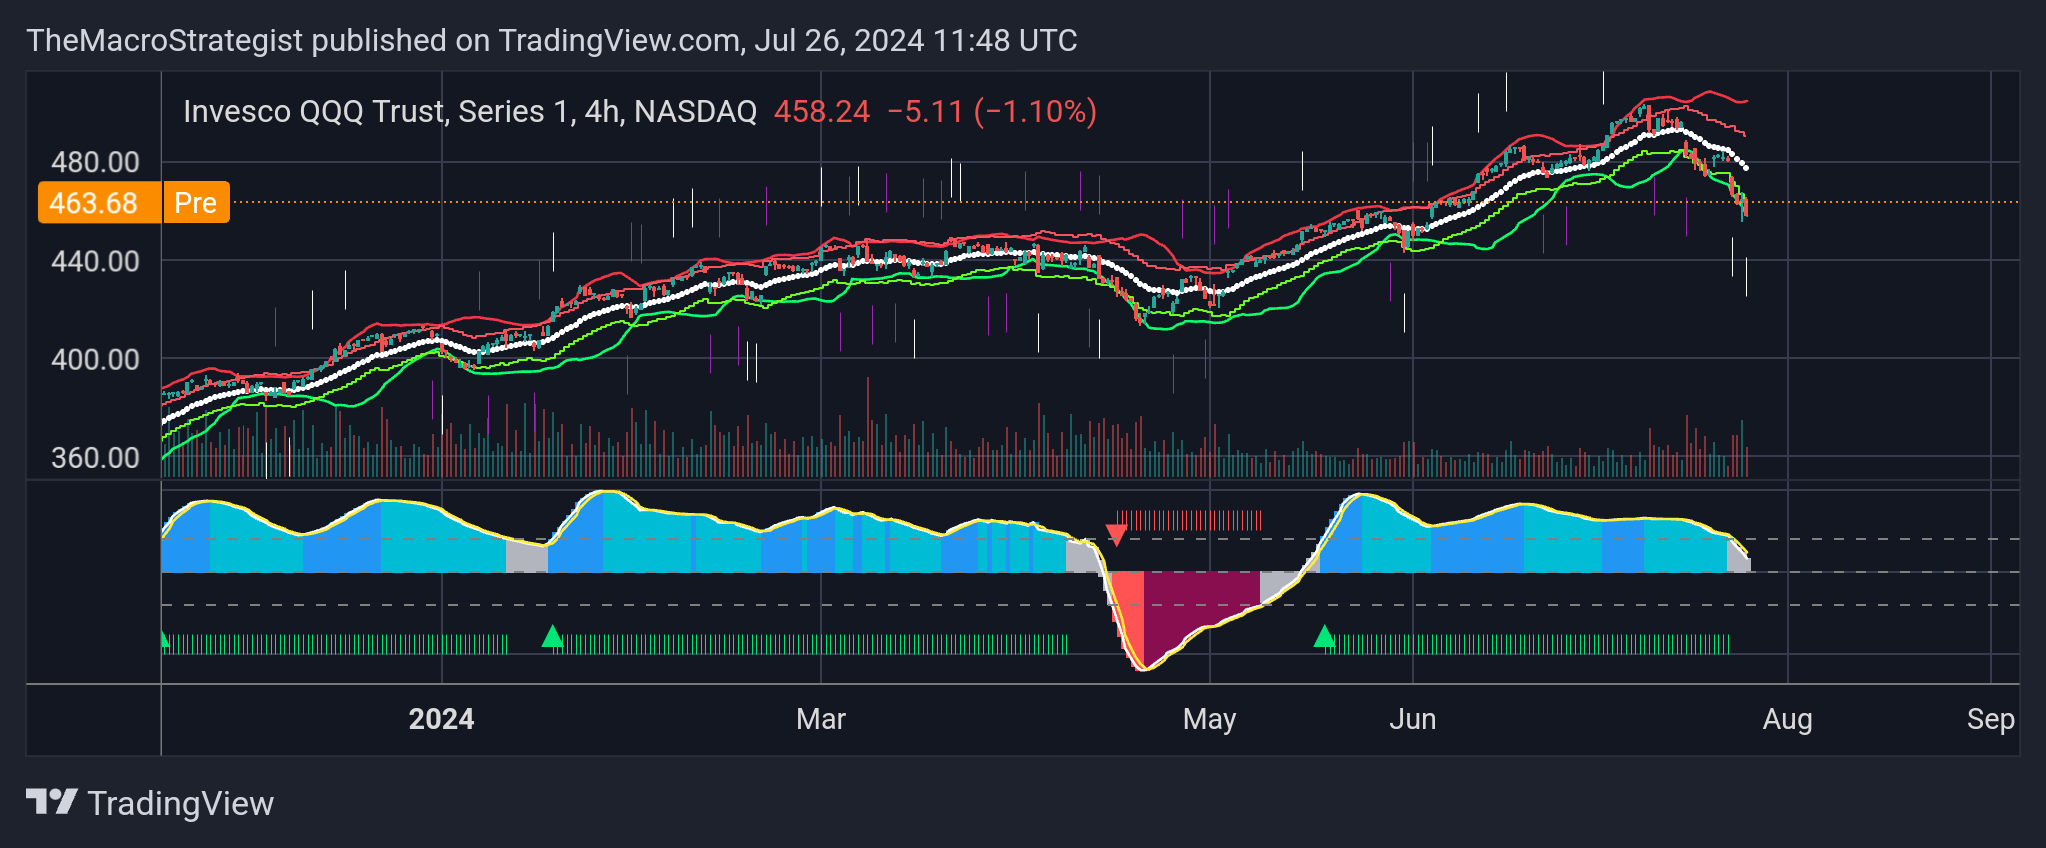 TheMacroStrategist published on TradingView.com, Jul 26, 2024 11:48 UTC
Invesco QQQ Trust, Series 1, 4h, NASDAQ 458.24 −5.11 (−1.10%)
480.00
463.68 Pre
440.00
400.00
360.00
2024 Mar May Jun Aug Sep
TradingView